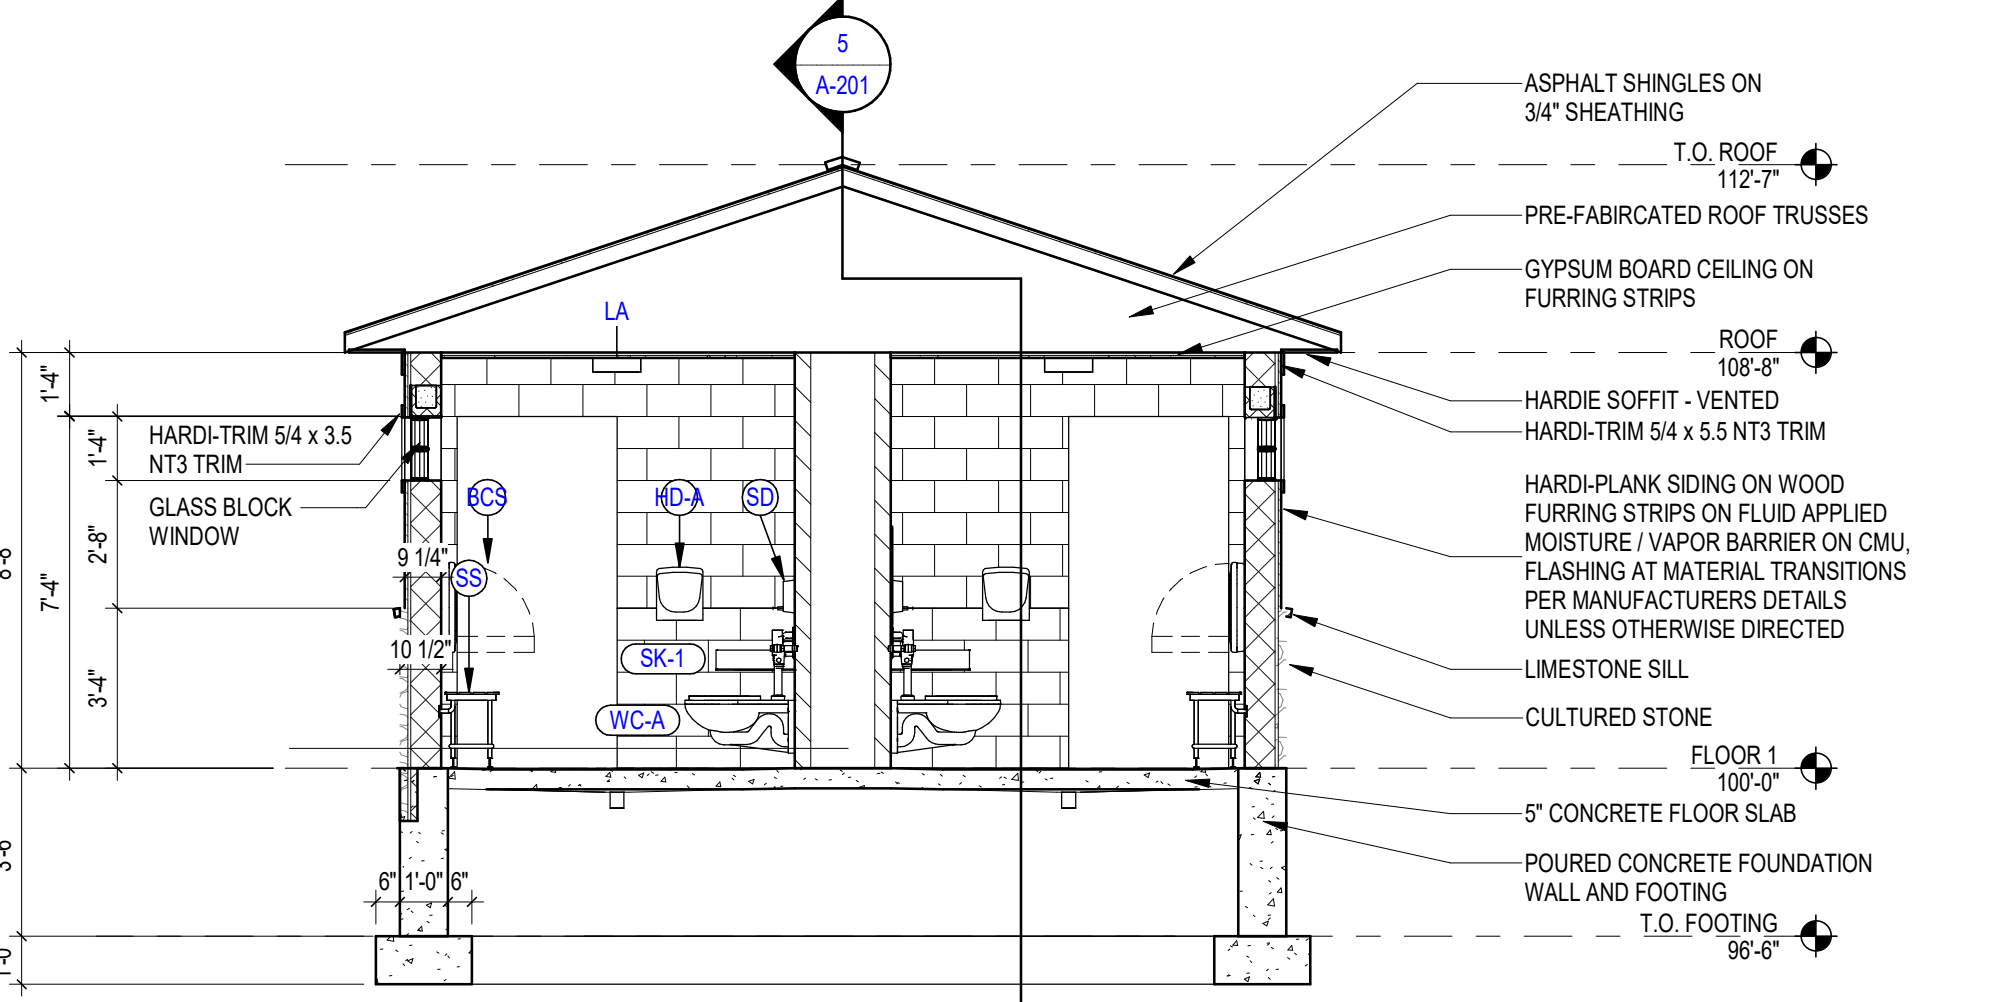 5
A-201
ASPHALT SHINGLES ON
3/4" SHEATHING
T.O. ROOF
112'-7"
PRE-FABIRCATED ROOF TRUSSES
GYPSUM BOARD CEILING ON
FURRING STRIPS
LA
ROOF
108'-8"
HARDIE SOFFIT - VENTED
HARDI-TRIM 5/4 x 5.5 NT3 TRIM
1'-4"
HARDI-TRIM 5/4 x 3.5
NT3 TRIM
1'-4"
GLASS BLOCK
WINDOW
BCS
HD-A
SD
HARDI-PLANK SIDING ON WOOD
FURRING STRIPS ON FLUID APPLIED
MOISTURE / VAPOR BARRIER ON CMU,
FLASHING AT MATERIAL TRANSITIONS
PER MANUFACTURERS DETAILS
UNLESS OTHERWISE DIRECTED
2'-8"
9 1/4"
SS
7'-4"
10 1/2"
SK-1
LIMESTONE SILL
3'-4"
WC-A
CULTURED STONE
FLOOR 1
100'-0"
5" CONCRETE FLOOR SLAB
POURED CONCRETE FOUNDATION
WALL AND FOOTING
6" 1'-0" 6"
T.O. FOOTING
96'-6"